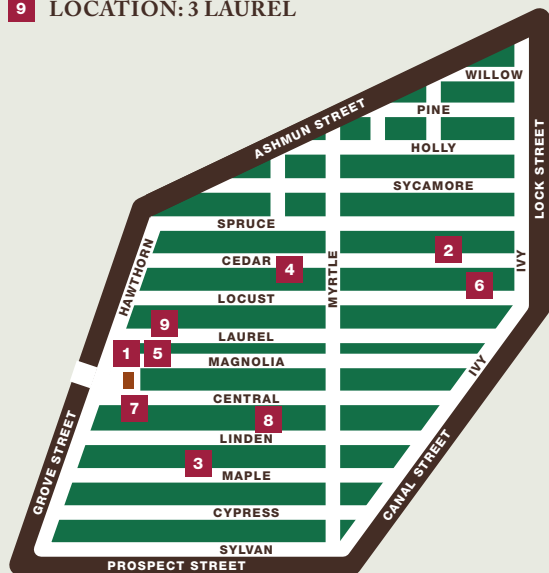 9 LOCATION: 3 LAUREL
WILLOW
PINE
ASHMUN STREET
HOLLY
LOCK STREET
SYCAMORE
SPRUCE
HAWTHORN
CEDAR
4
MYRTLE
2
IVY
6
LOCUST
9
LAUREL
1 5
MAGNOLIA
IVY
7
CENTRAL
8
LINDEN
GROVE STREET
3
MAPLE
CANAL STREET
CYPRESS
SYLVAN
PROSPECT STREET